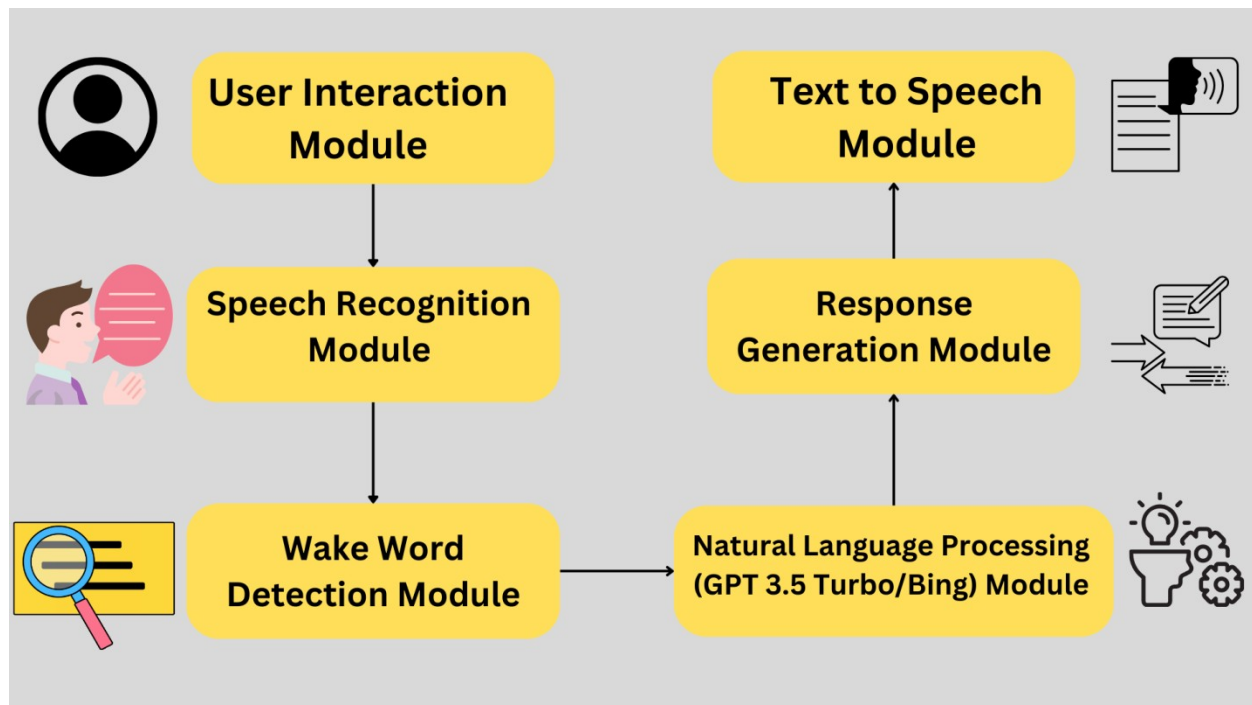 User Interaction
Module
Speech Recognition
Module
Wake Word
Detection Module
Natural Language Processing
(GPT 3.5 Turbo/Bing) Module
Response
Generation Module
Text to Speech
Module